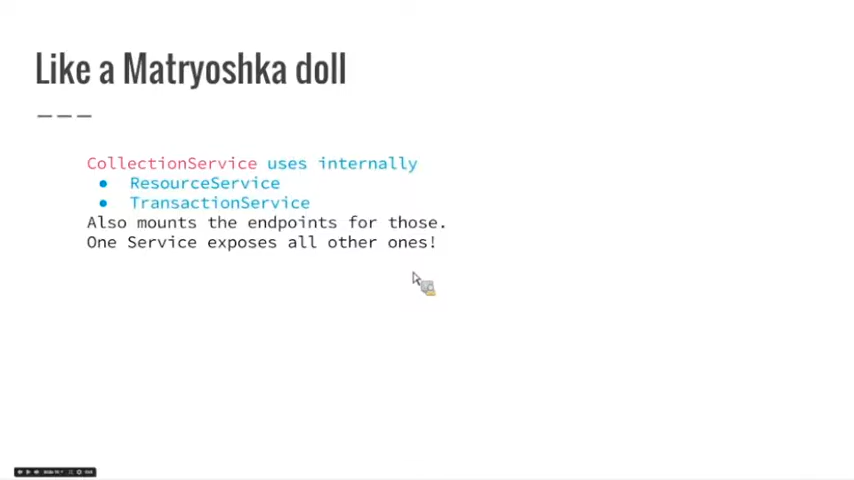 Like a Matryoshka doll
CollectionService uses internally
● ResourceService
● TransactionService
Also mounts the endpoints for those.
One Service exposes all other ones!